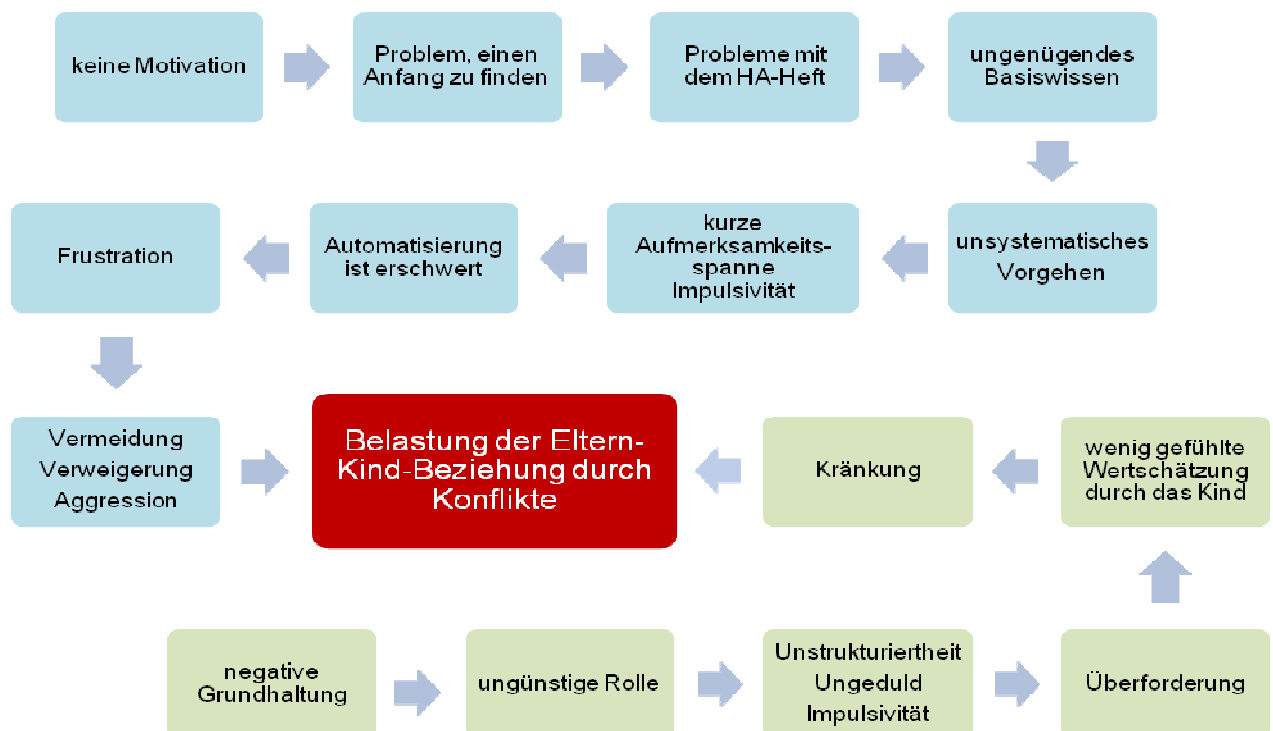 keine Motivation
Problem, einen
Anfang zu finden
Probleme mit
dem HA-Heft
ungenügendes
Basiswissen
unsystematisches
Vorgehen
kurze
Aufmerksamkeits-
spanne
Impulsivität
Automatisierung
ist erschwert
Frustration
Vermeidung
Verweigerung
Aggression
Belastung der Eltern-
Kind-Beziehung durch
Konflikte
Kränkung
wenig gefühlte
Wertschätzung
durch das Kind
negative
Grundhaltung
ungünstige Rolle
Unstrukturiertheit
Ungeduld
Impulsivität
Überforderung